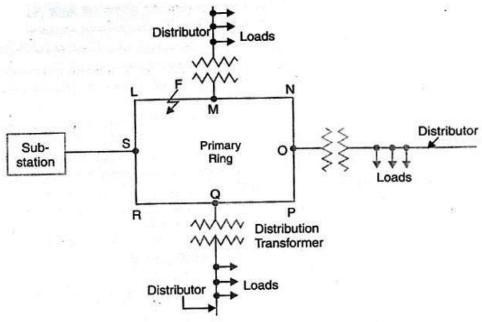 Distributor
Loads
L
F
M
N
Sub-
station
S
Primary
Ring
O
Distributor
Loads
R
Q
P
Distribution
Transformer
Distributor
Loads